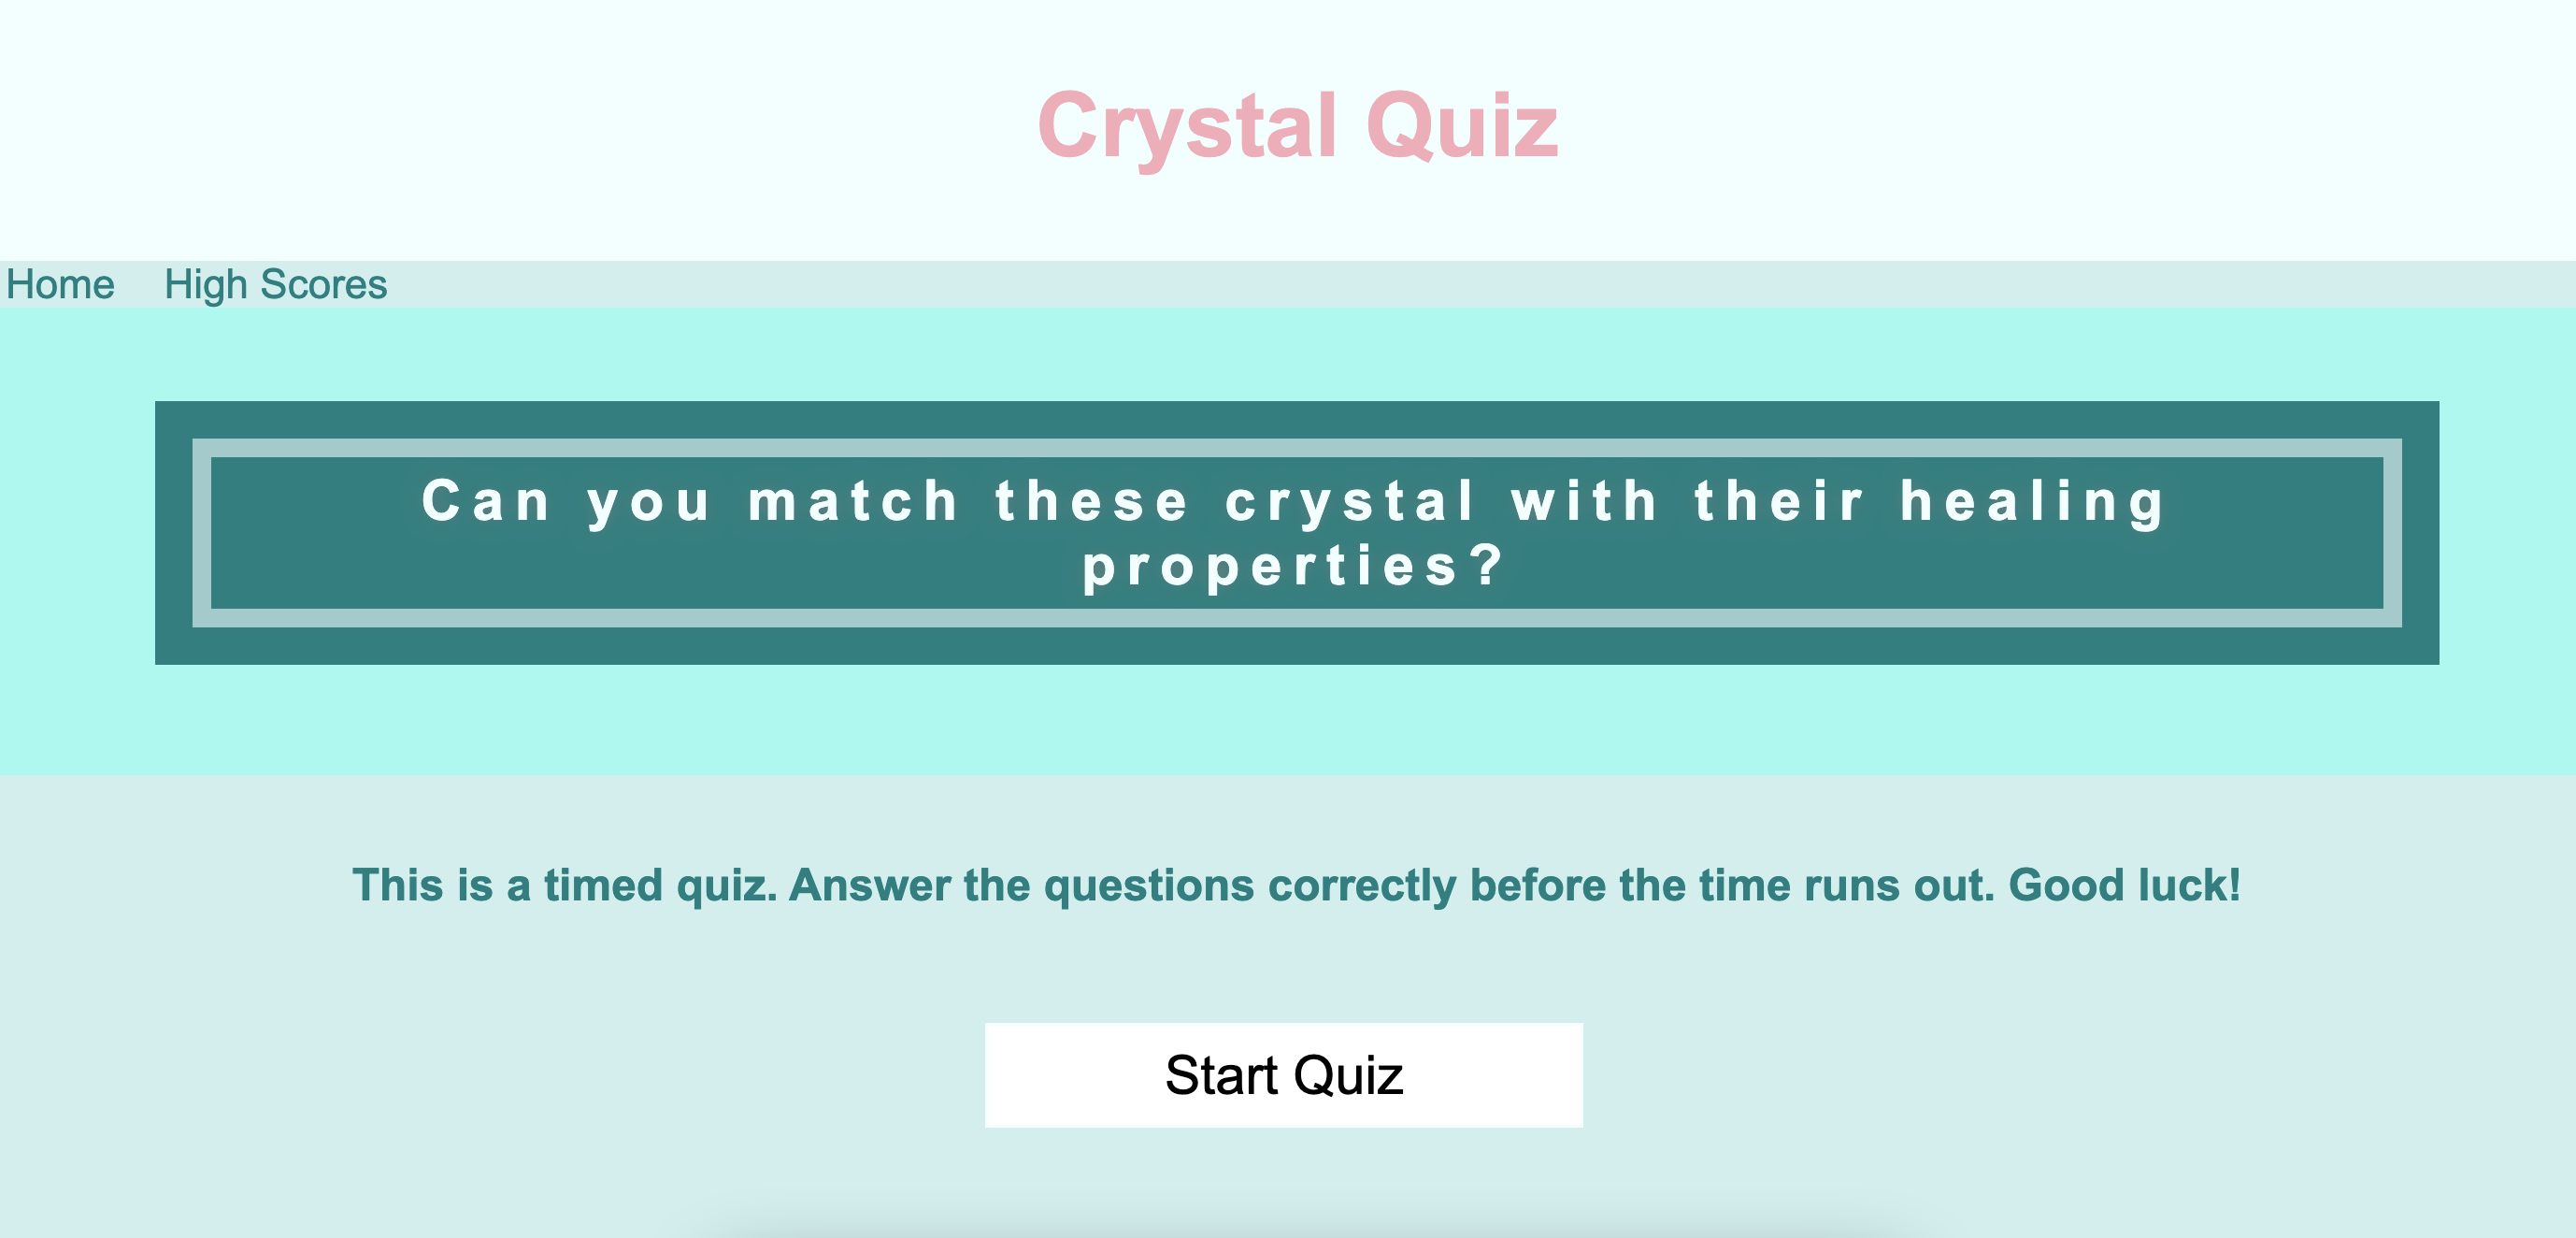 Crystal Quiz
Home High Scores
Can you match these crystal with their healing
properties?
This is a timed quiz. Answer the questions correctly before the time runs out. Good luck!
Start Quiz